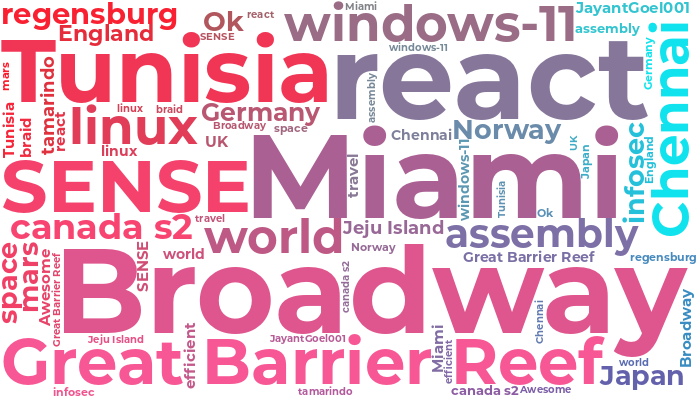 regensburg
England
Ok
react
SENSE
windows-11
Miami
JayantGoel001
assembly
Tunisia
mars
tamarindo
react
windows-11
assembly
Germany
Chennai
Tunisia
braid
react
linux
linux
braid
linux
Germany
Broadway
space
UK
Chennai
Norway
infosec
England
UK
Japan
SENSE
Miami
travel
windows-11
Tunisia
Ok
canada s2
travel
world
Jeju Island
assembly
space
mars
Awesome
Great Barrier Reef
SENSE
world
Norway
canada s2
Great Barrier Reef
regensburg
Broadway
Chennai
Broadway
Jeju Island
efficient
JayantGoel001
Miami
efficient
Great Barrier Reef
world
Japan
infosec
tamarindo
canada s2
Awesome